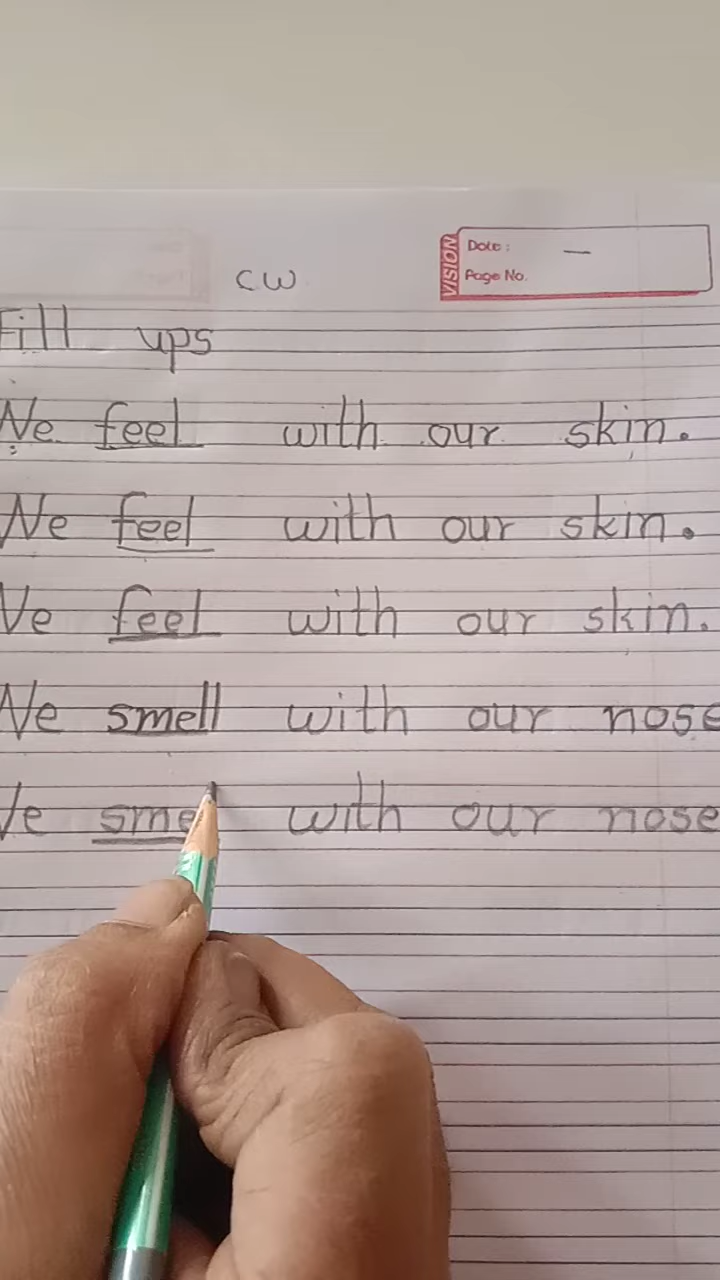 VISION
Date : —
Page No.
CW
Fill ups
We feel with our skin.
We feel with our skin.
We feel with our skin.
We smell with our nose
We sme with our nose